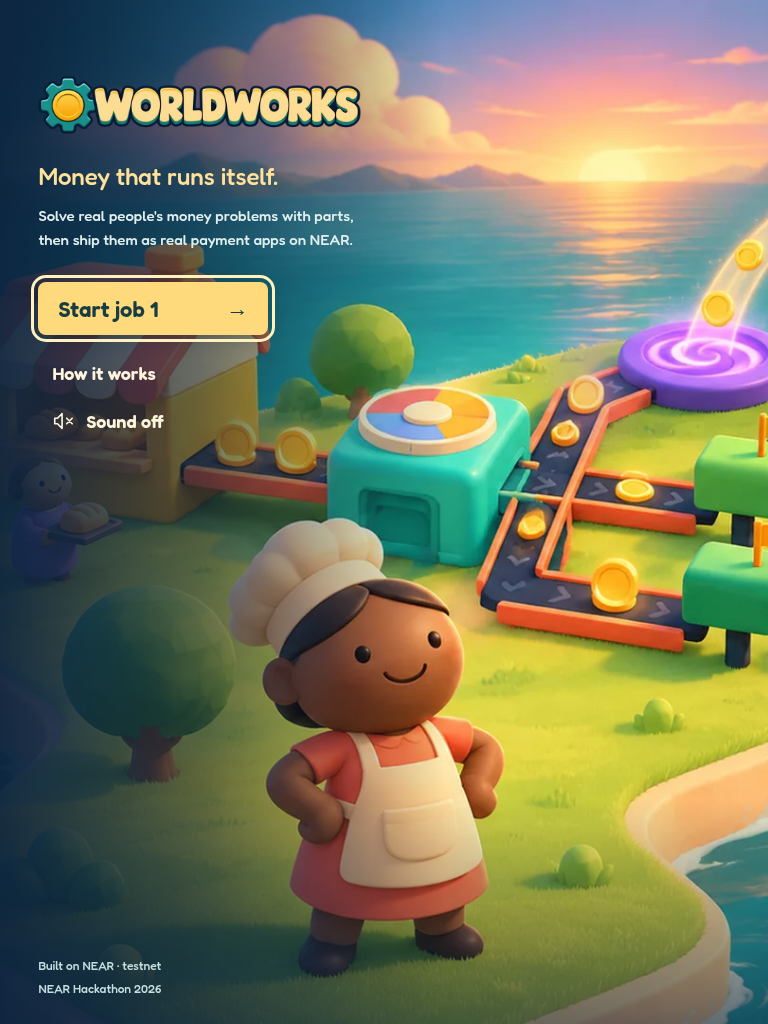 WORLDWORKS
Money that runs itself.
Solve real people's money problems with parts,
then ship them as real payment apps on NEAR.
Start job 1 →
How it works
Sound off
Built on NEAR · testnet
NEAR Hackathon 2026